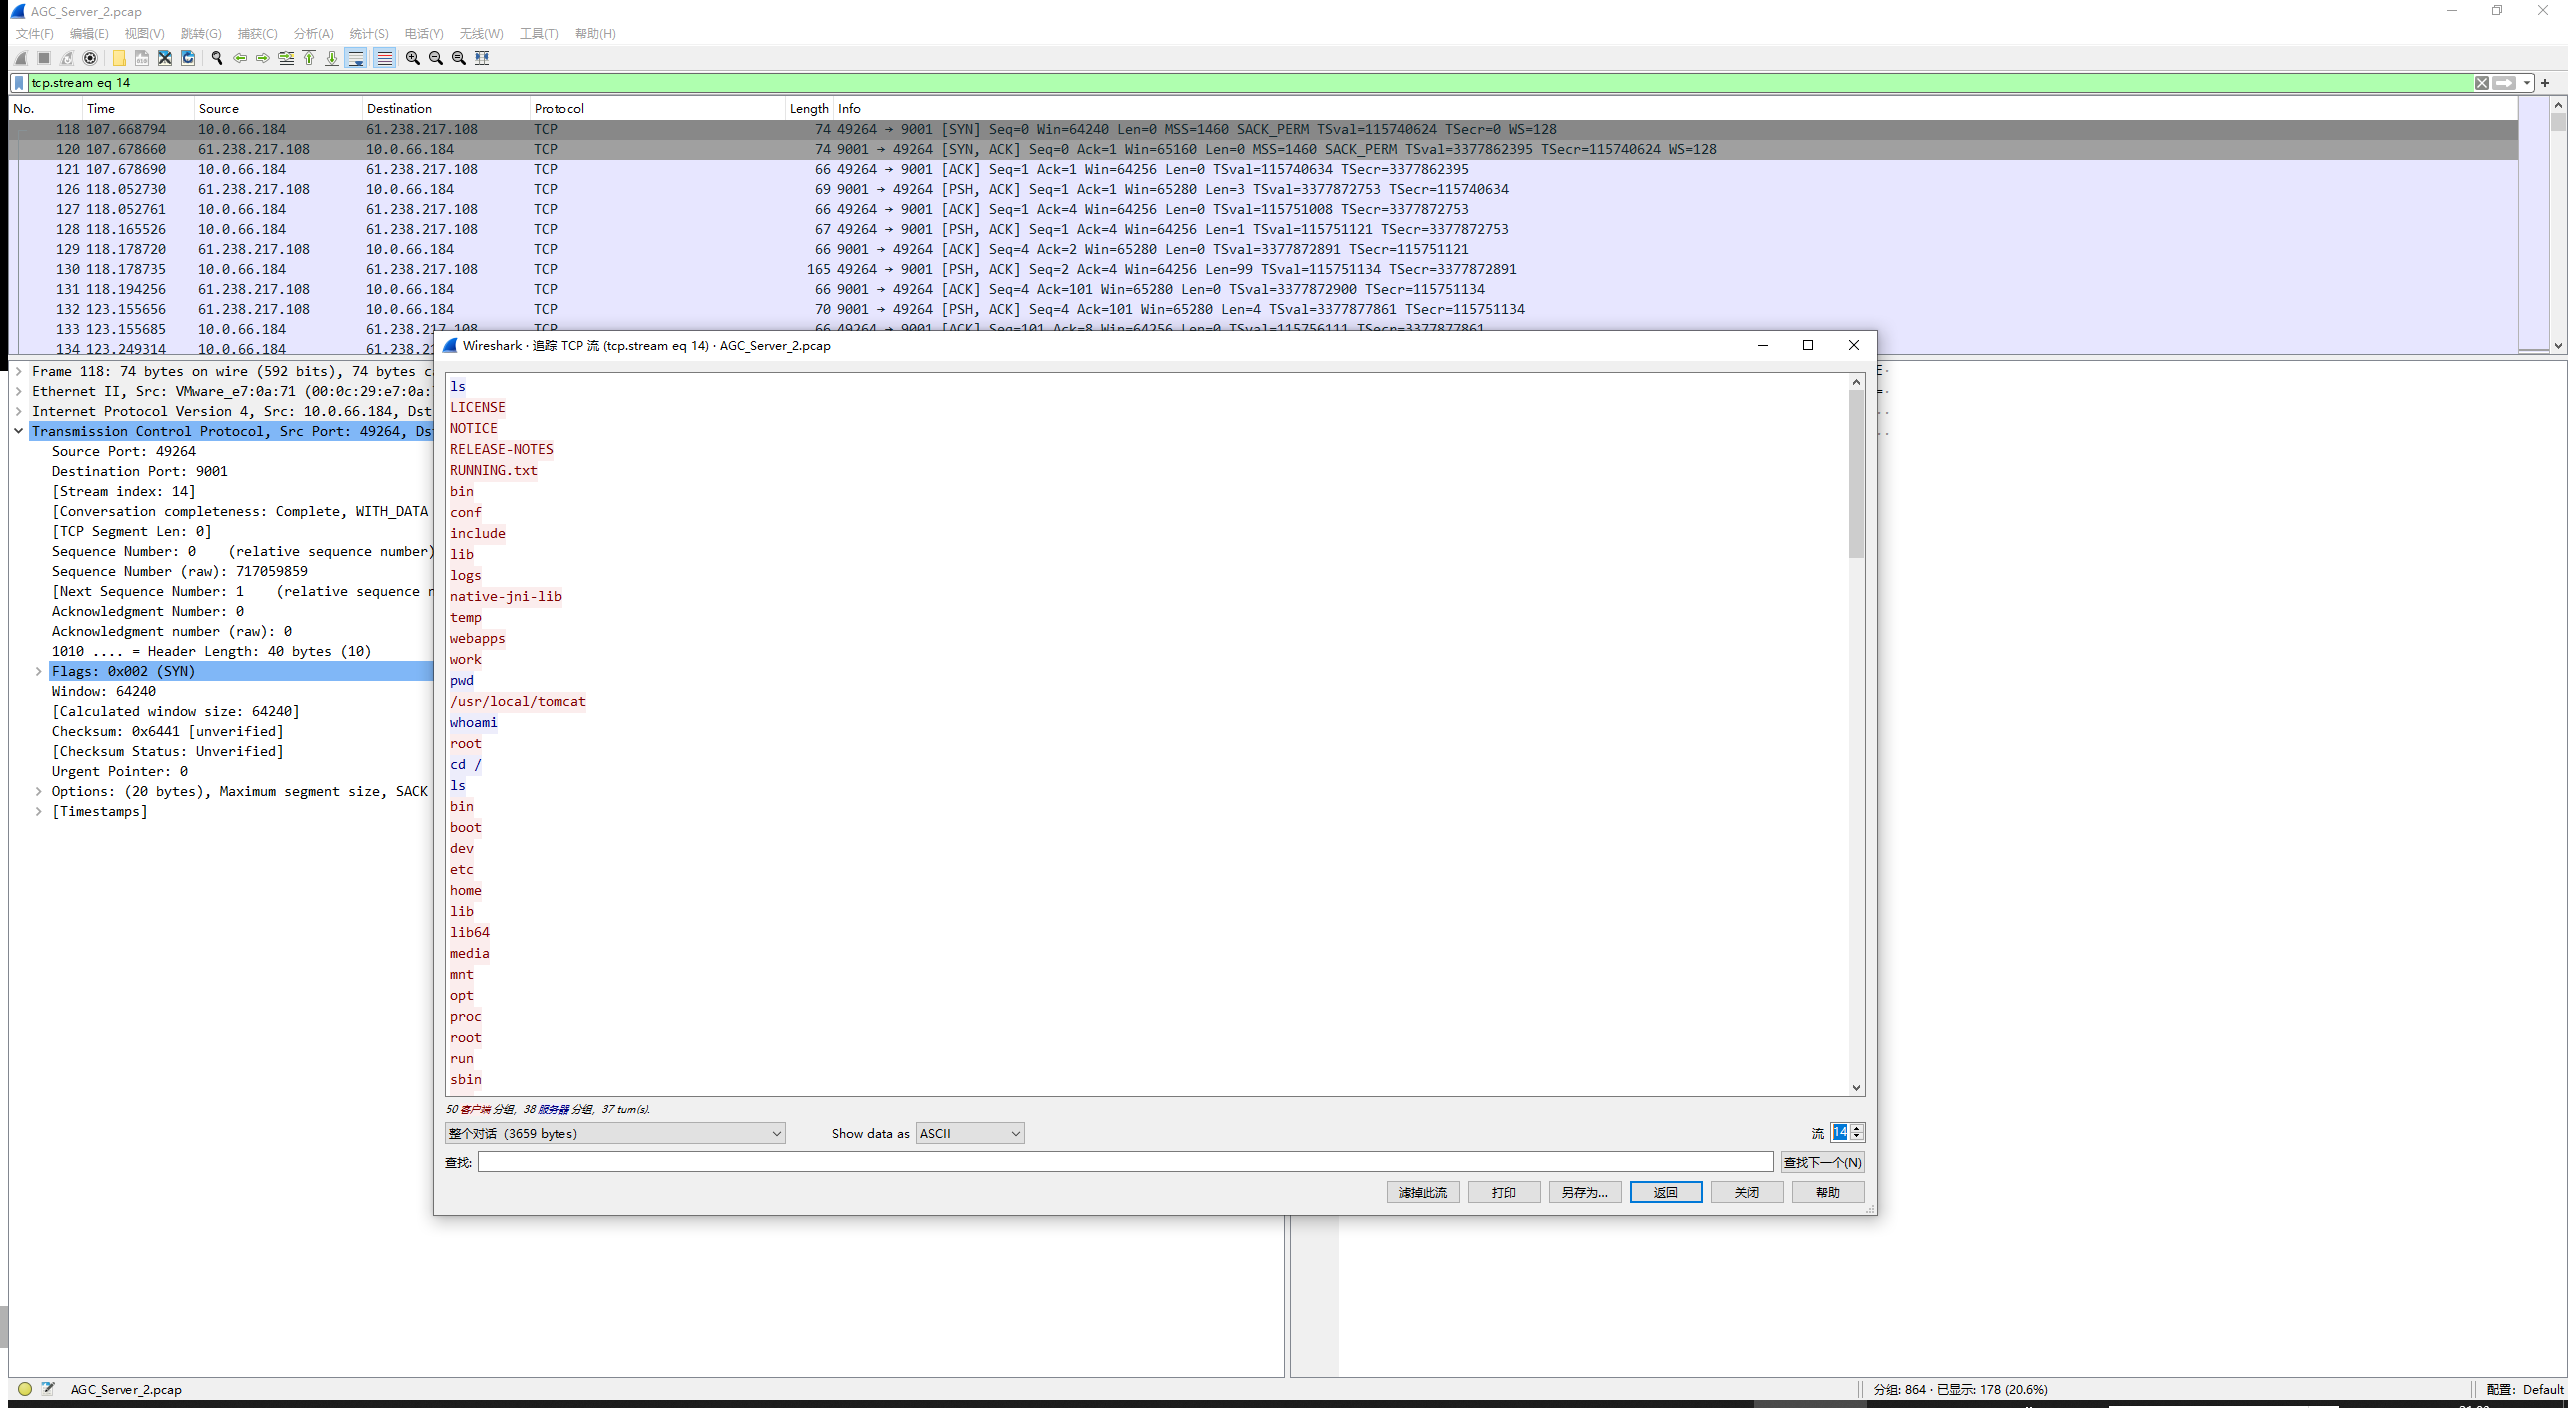 AGC_Server_2.pcap
文件(F) 编辑(E) 视图(V) 跳转(G) 捕获(C) 分析(A) 统计(S) 电话(Y) 无线(W) 工具(T) 帮助(H)
tcp.stream eq 14
No. Time Source Destination Protocol Length Info
118 107.668794 10.0.66.184 61.238.217.108 TCP 74 49264 → 9001 [SYN] Seq=0 Win=64240 Len=0 MSS=1460 SACK_PERM TSval=115740624 TSecr=0 WS=128
120 107.678660 61.238.217.108 10.0.66.184 TCP 74 9001 → 49264 [SYN, ACK] Seq=0 Ack=1 Win=65160 Len=0 MSS=1460 SACK_PERM TSval=3377862395 TSecr=115740624 WS=128
121 107.678690 10.0.66.184 61.238.217.108 TCP 66 49264 → 9001 [ACK] Seq=1 Ack=1 Win=64256 Len=0 TSval=115740634 TSecr=3377862395
126 118.052730 61.238.217.108 10.0.66.184 TCP 69 9001 → 49264 [PSH, ACK] Seq=1 Ack=1 Win=65280 Len=3 TSval=3377872753 TSecr=115740634
127 118.052761 10.0.66.184 61.238.217.108 TCP 66 49264 → 9001 [ACK] Seq=1 Ack=4 Win=64256 Len=0 TSval=115751008 TSecr=3377872753
128 118.165526 10.0.66.184 61.238.217.108 TCP 67 49264 → 9001 [PSH, ACK] Seq=1 Ack=4 Win=64256 Len=1 TSval=115751121 TSecr=3377872753
129 118.178720 61.238.217.108 10.0.66.184 TCP 66 9001 → 49264 [ACK] Seq=4 Ack=2 Win=65280 Len=0 TSval=3377872891 TSecr=115751121
130 118.178735 10.0.66.184 61.238.217.108 TCP 165 49264 → 9001 [PSH, ACK] Seq=2 Ack=4 Win=64256 Len=99 TSval=115751134 TSecr=3377872891
131 118.194256 61.238.217.108 10.0.66.184 TCP 66 9001 → 49264 [ACK] Seq=4 Ack=101 Win=65280 Len=0 TSval=3377872900 TSecr=115751134
132 123.155656 61.238.217.108 10.0.66.184 TCP 70 9001 → 49264 [PSH, ACK] Seq=4 Ack=101 Win=65280 Len=4 TSval=3377877861 TSecr=115751134
133 123.155685 10.0.66.184 61.238.217.108 TCP 66 49264 → 9001 [ACK] Seq=101 Ack=8 Win=64256 Len=0 TSval=115756111 TSecr=3377877861
134 123.249314 10.0.66.184 61.238.21
Frame 118: 74 bytes on wire (592 bits), 74 bytes c
Ethernet II, Src: VMware_e7:0a:71 (00:0c:29:e7:0a:
Internet Protocol Version 4, Src: 10.0.66.184, Dst
Transmission Control Protocol, Src Port: 49264, Ds
Source Port: 49264
Destination Port: 9001
[Stream index: 14]
[Conversation completeness: Complete, WITH_DATA
[TCP Segment Len: 0]
Sequence Number: 0 (relative sequence number)
Sequence Number (raw): 717059859
[Next Sequence Number: 1 (relative sequence n
Acknowledgment Number: 0
Acknowledgment number (raw): 0
1010 .... = Header Length: 40 bytes (10)
Flags: 0x002 (SYN)
Window: 64240
[Calculated window size: 64240]
Checksum: 0x6441 [unverified]
[Checksum Status: Unverified]
Urgent Pointer: 0
Options: (20 bytes), Maximum segment size, SACK
[Timestamps]
Wireshark · 追踪 TCP 流 (tcp.stream eq 14) · AGC_Server_2.pcap
ls
LICENSE
NOTICE
RELEASE-NOTES
RUNNING.txt
bin
conf
include
lib
logs
native-jni-lib
temp
webapps
work
pwd
/usr/local/tomcat
whoami
root
cd /
ls
bin
boot
dev
etc
home
lib
lib64
media
mnt
opt
proc
root
run
sbin
50 客户端 分组, 38 服务器 分组, 37 turn(s).
整个对话 (3659 bytes) Show data as ASCII 流 14
查找: 查找下一个(N)
滤掉此流 打印 另存为… 返回 关闭 帮助
AGC_Server_2.pcap 分组: 864 · 已显示: 178 (20.6%) 配置: Default